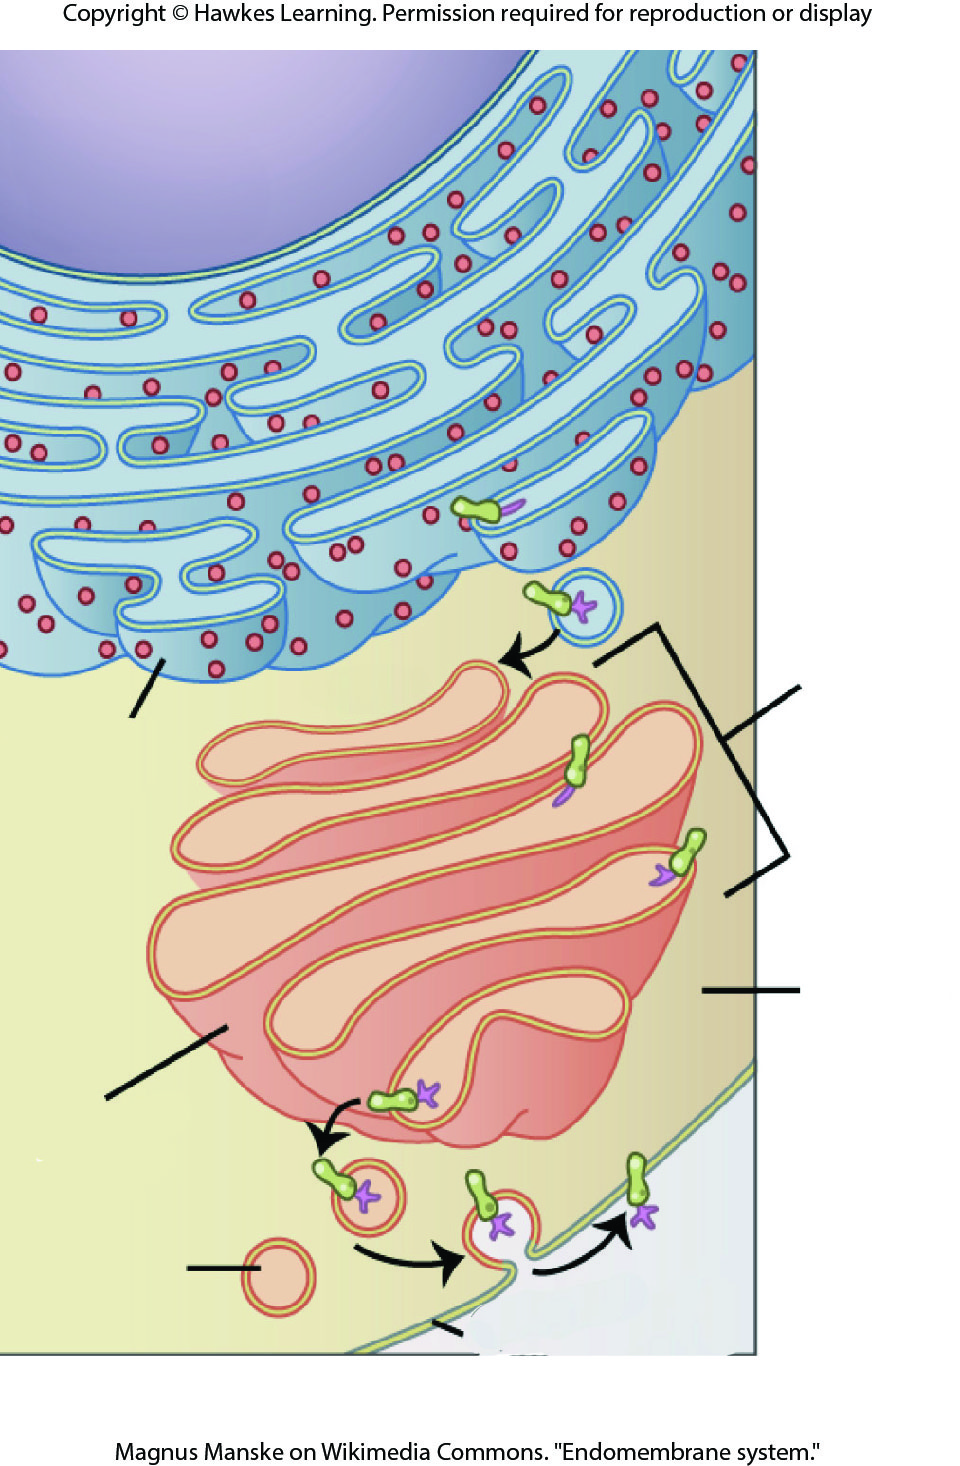 Copyright © Hawkes Learning. Permission required for reproduction or display
Magnus Manske on Wikimedia Commons. "Endomembrane system."